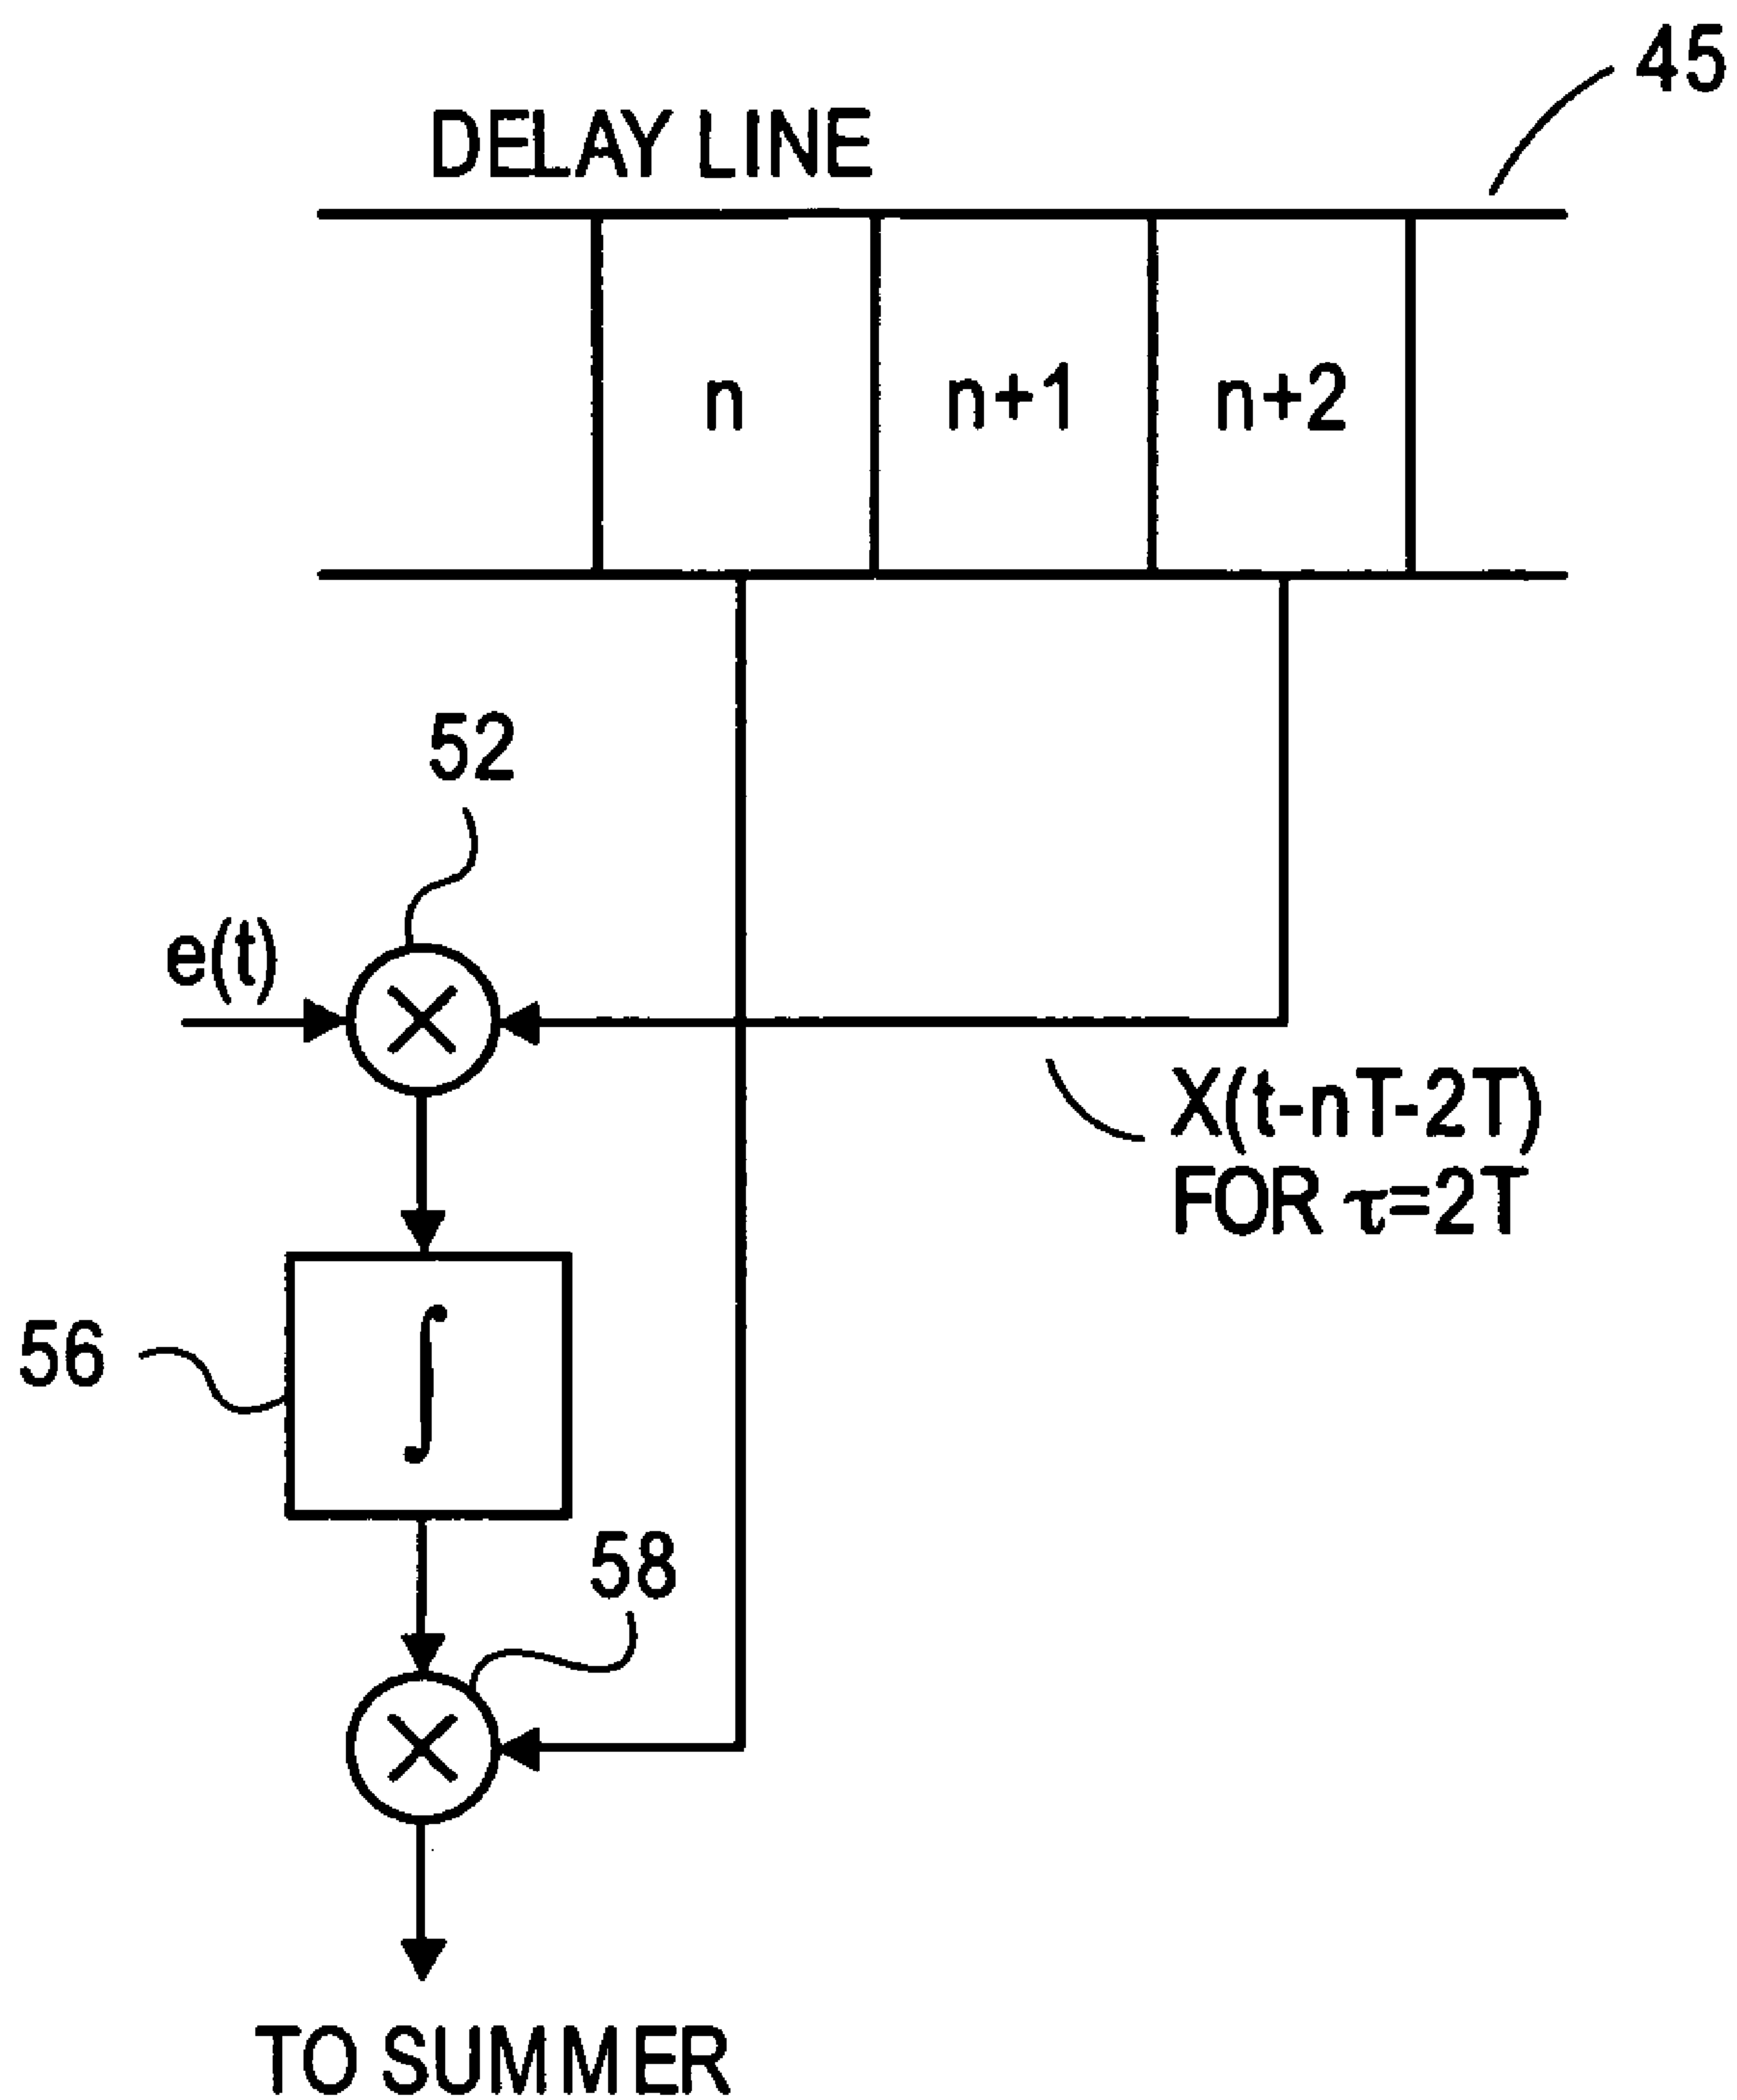 45
DELAY LINE
n n+1 n+2
52
e(t)
X(t-nT-2T)
FOR τ=2T
56
∫
58
TO SUMMER